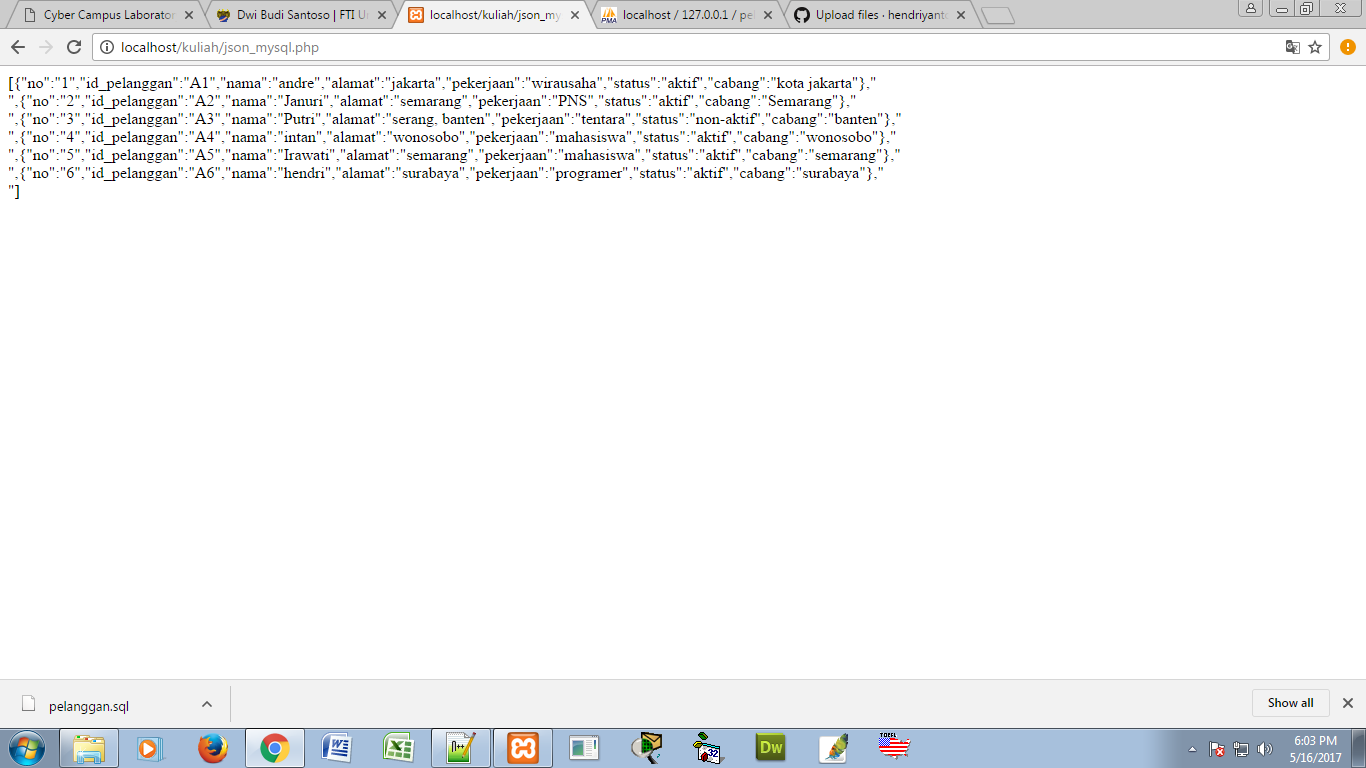 Cyber Campus Laborator
Dwi Budi Santoso | FTI U
localhost/kuliah/json_my
localhost / 127.0.0.1 / pe
Upload files · hendriyant
localhost/kuliah/json_mysql.php
[{"no":"1","id_pelanggan":"A1","nama":"andre","alamat":"jakarta","pekerjaan":"wirausaha","status":"aktif","cabang":"kota jakarta"},"
",{"no":"2","id_pelanggan":"A2","nama":"Januri","alamat":"semarang","pekerjaan":"PNS","status":"aktif","cabang":"Semarang"},"
",{"no":"3","id_pelanggan":"A3","nama":"Putri","alamat":"serang, banten","pekerjaan":"tentara","status":"non-aktif","cabang":"banten"},"
",{"no":"4","id_pelanggan":"A4","nama":"intan","alamat":"wonosobo","pekerjaan":"mahasiswa","status":"aktif","cabang":"wonosobo"},"
",{"no":"5","id_pelanggan":"A5","nama":"Irawati","alamat":"semarang","pekerjaan":"mahasiswa","status":"aktif","cabang":"semarang"},"
",{"no":"6","id_pelanggan":"A6","nama":"hendri","alamat":"surabaya","pekerjaan":"programer","status":"aktif","cabang":"surabaya"},"
"]
pelanggan.sql
Show all
Dw
32
TOEFL
6:03 PM
5/16/2017